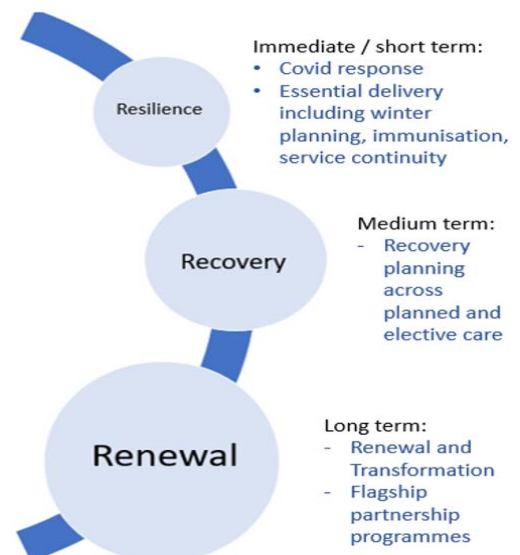 Resilience
Immediate / short term:
• Covid response
• Essential delivery
including winter
planning, immunisation,
service continuity
Recovery
Medium term:
- Recovery
planning
across
planned and
elective care
Renewal
Long term:
- Renewal and
Transformation
- Flagship
partnership
programmes